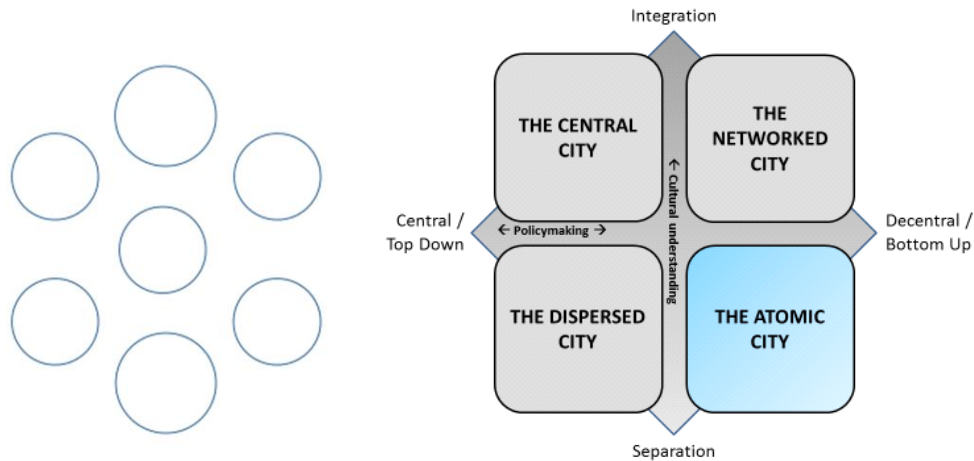 Integration
THE CENTRAL
CITY
THE
NETWORKED
CITY
← Cultural understanding
Central /
Top Down
← Policymaking →
Decentral /
Bottom Up
THE DISPERSED
CITY
THE ATOMIC
CITY
Separation